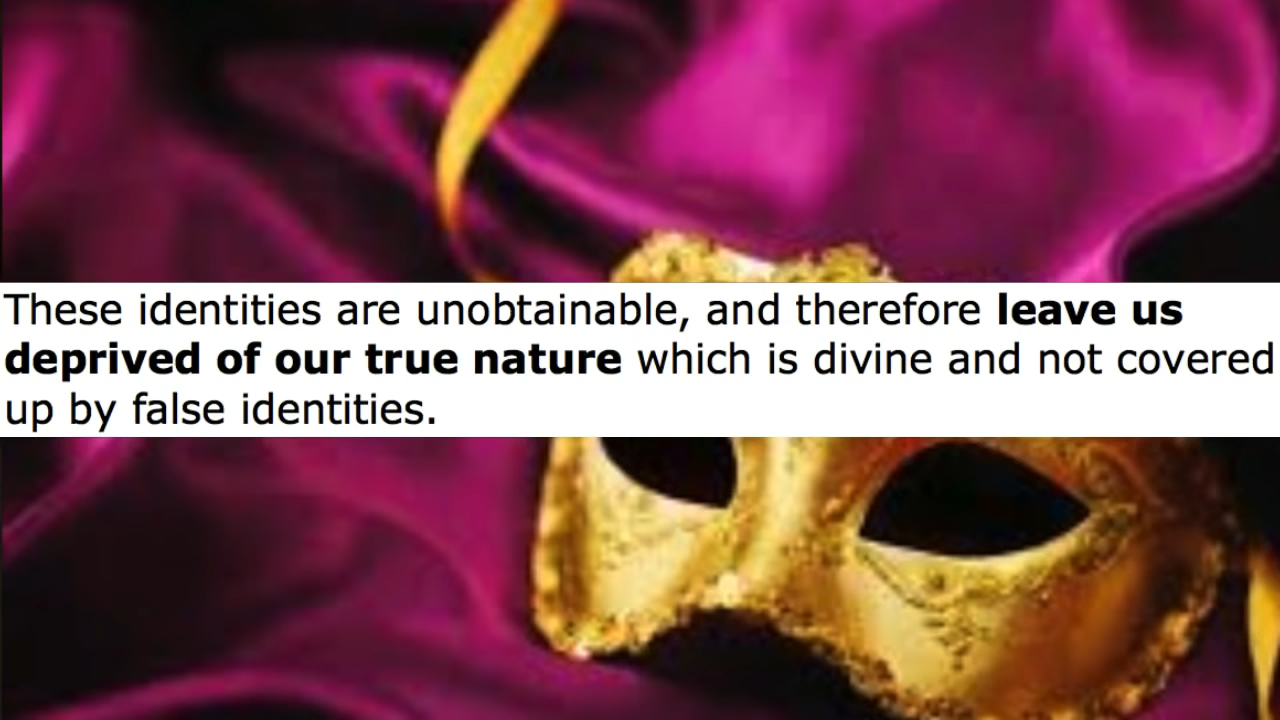 These identities are unobtainable, and therefore leave us
deprived of our true nature which is divine and not covered
up by false identities.